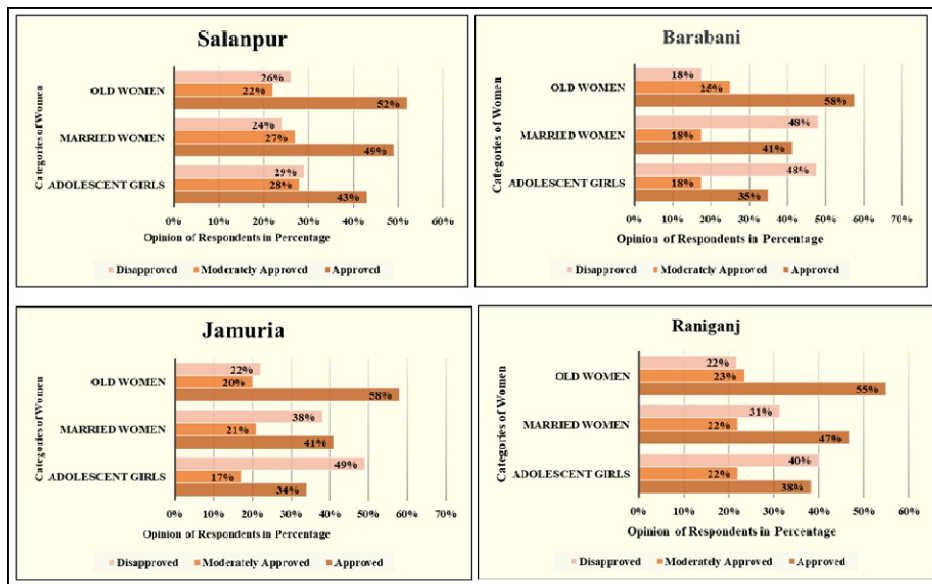 Salanpur
Categories of Women
OLD WOMEN
26%
22%
52%
MARRIED WOMEN
24%
27%
49%
ADOLESCENT GIRLS
29%
28%
43%
0% 10% 20% 30% 40% 50% 60%
Opinion of Respondents in Percentage
Disapproved Moderately Approved Approved
Barabani
Categories of Women
OLD WOMEN
18%
25%
58%
MARRIED WOMEN
48%
18%
41%
ADOLESCENT GIRLS
48%
18%
35%
0% 10% 20% 30% 40% 50% 60% 70%
Opinion of Respondents in Percentage
Disapproved Moderately Approved Approved
Jamuria
Categories of Women
OLD WOMEN
22%
20%
58%
MARRIED WOMEN
38%
21%
41%
ADOLESCENT GIRLS
49%
17%
34%
0% 10% 20% 30% 40% 50% 60% 70%
Opinion of Respondents in Percentage
Disapproved Moderately Approved Approved
Raniganj
Categories of Women
OLD WOMEN
22%
23%
55%
MARRIED WOMEN
31%
22%
47%
ADOLESCENT GIRLS
40%
22%
38%
0% 10% 20% 30% 40% 50% 60%
Opinion of Respondents in Percentage
Disapproved Moderately Approved Approved